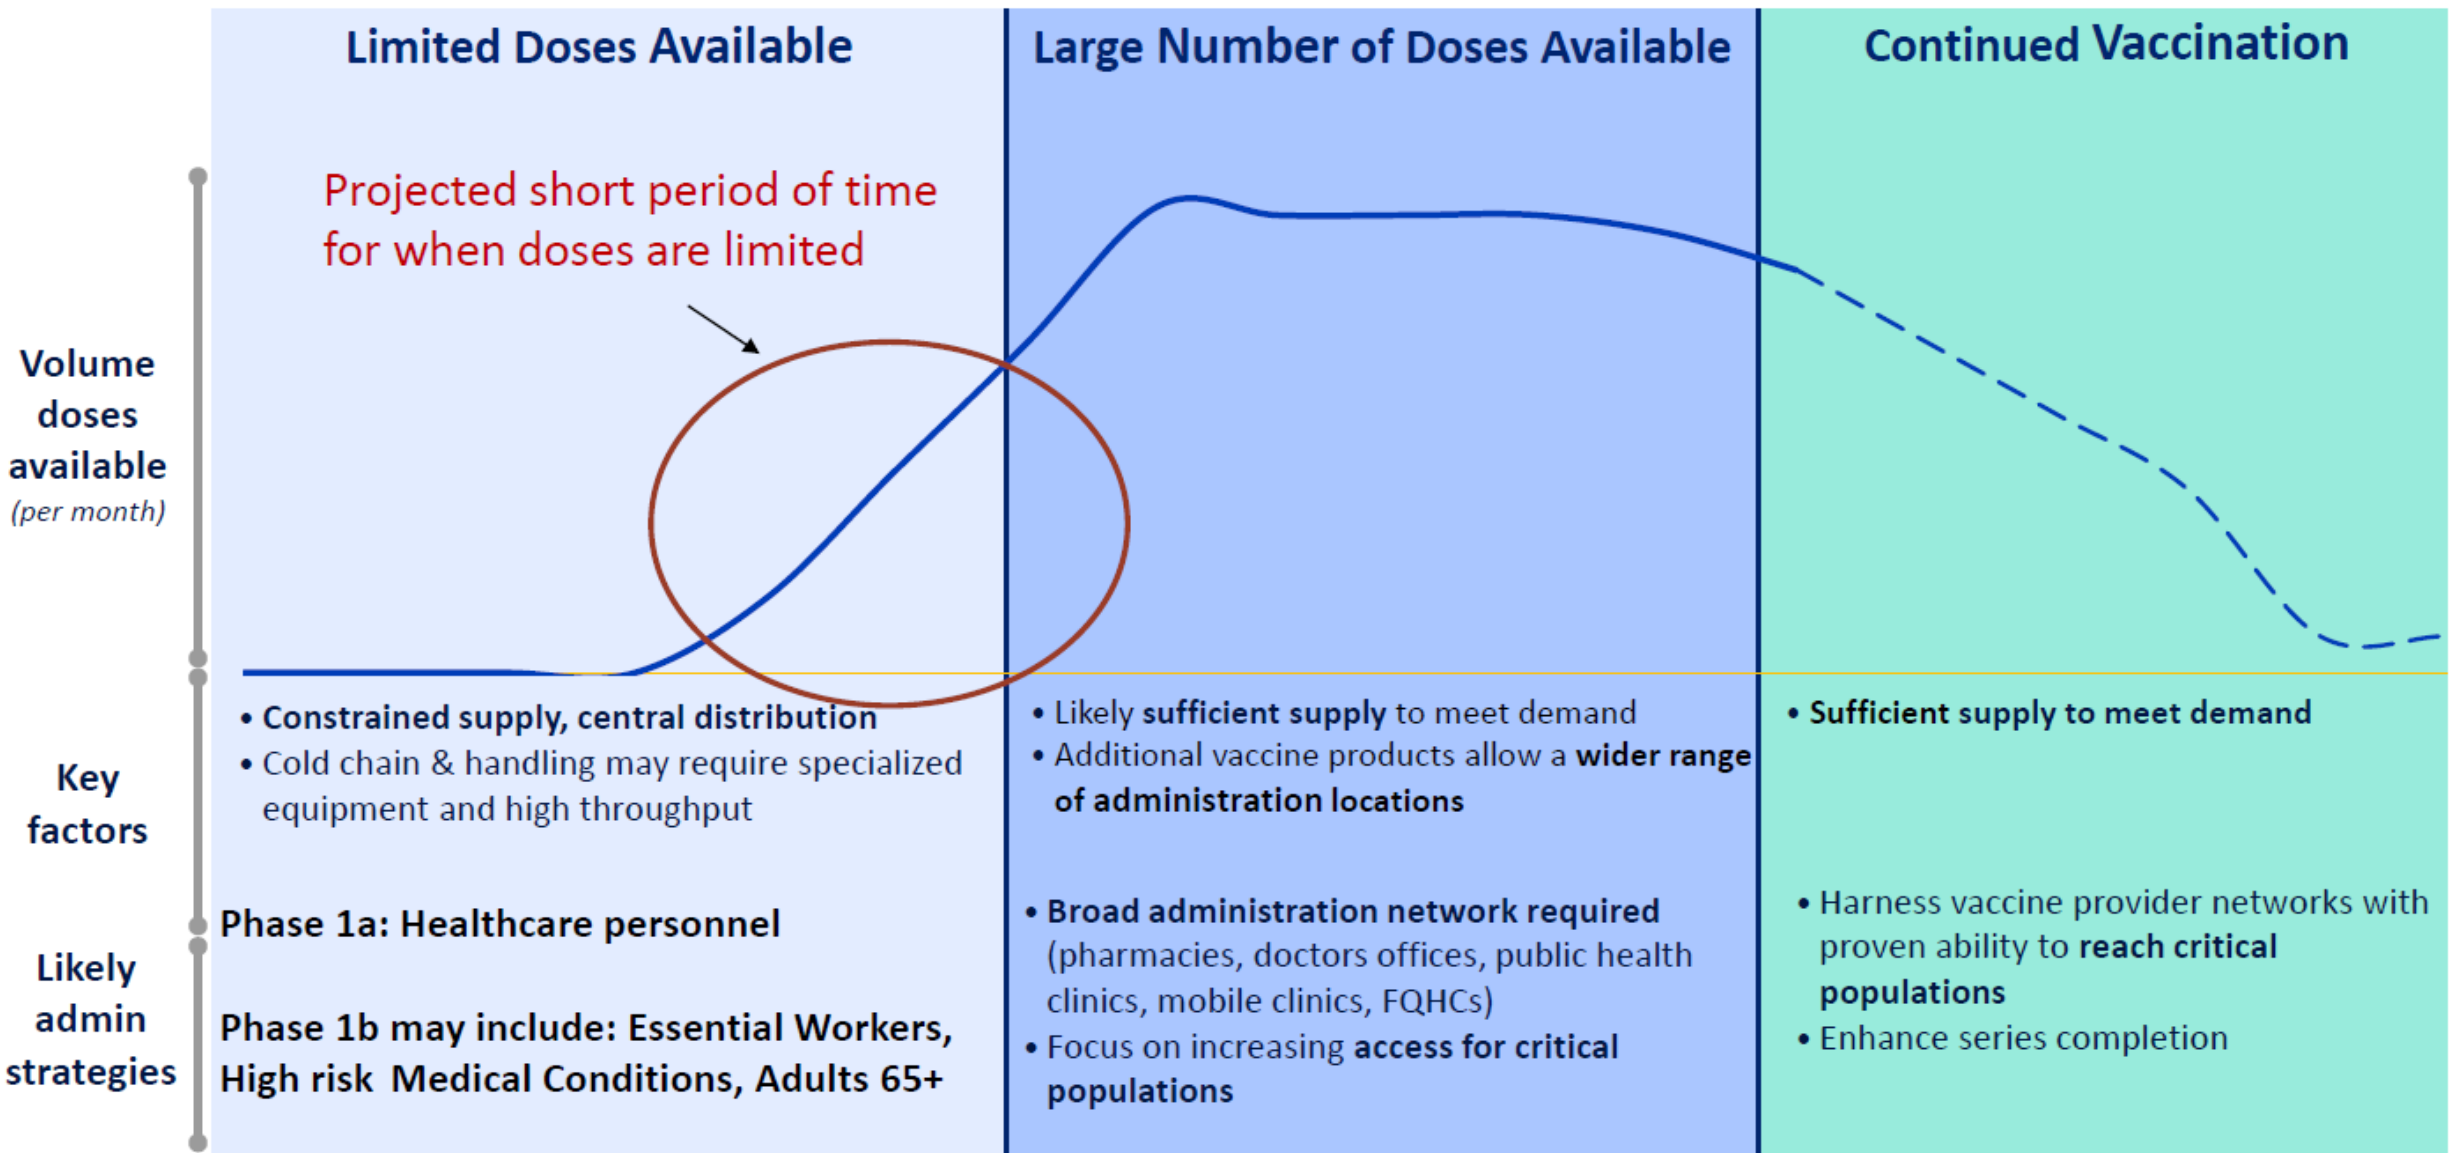 Limited Doses Available
Large Number of Doses Available
Continued Vaccination
Projected short period of time
for when doses are limited
Volume
doses
available
(per month)
Key
factors
• Constrained supply, central distribution
• Cold chain & handling may require specialized
equipment and high throughput
• Likely sufficient supply to meet demand
• Additional vaccine products allow a wider range
of administration locations
• Sufficient supply to meet demand
Likely
admin
strategies
Phase 1a: Healthcare personnel
Phase 1b may include: Essential Workers,
High risk Medical Conditions, Adults 65+
• Broad administration network required
(pharmacies, doctors offices, public health
clinics, mobile clinics, FQHCs)
• Focus on increasing access for critical
populations
• Harness vaccine provider networks with
proven ability to reach critical
populations
• Enhance series completion